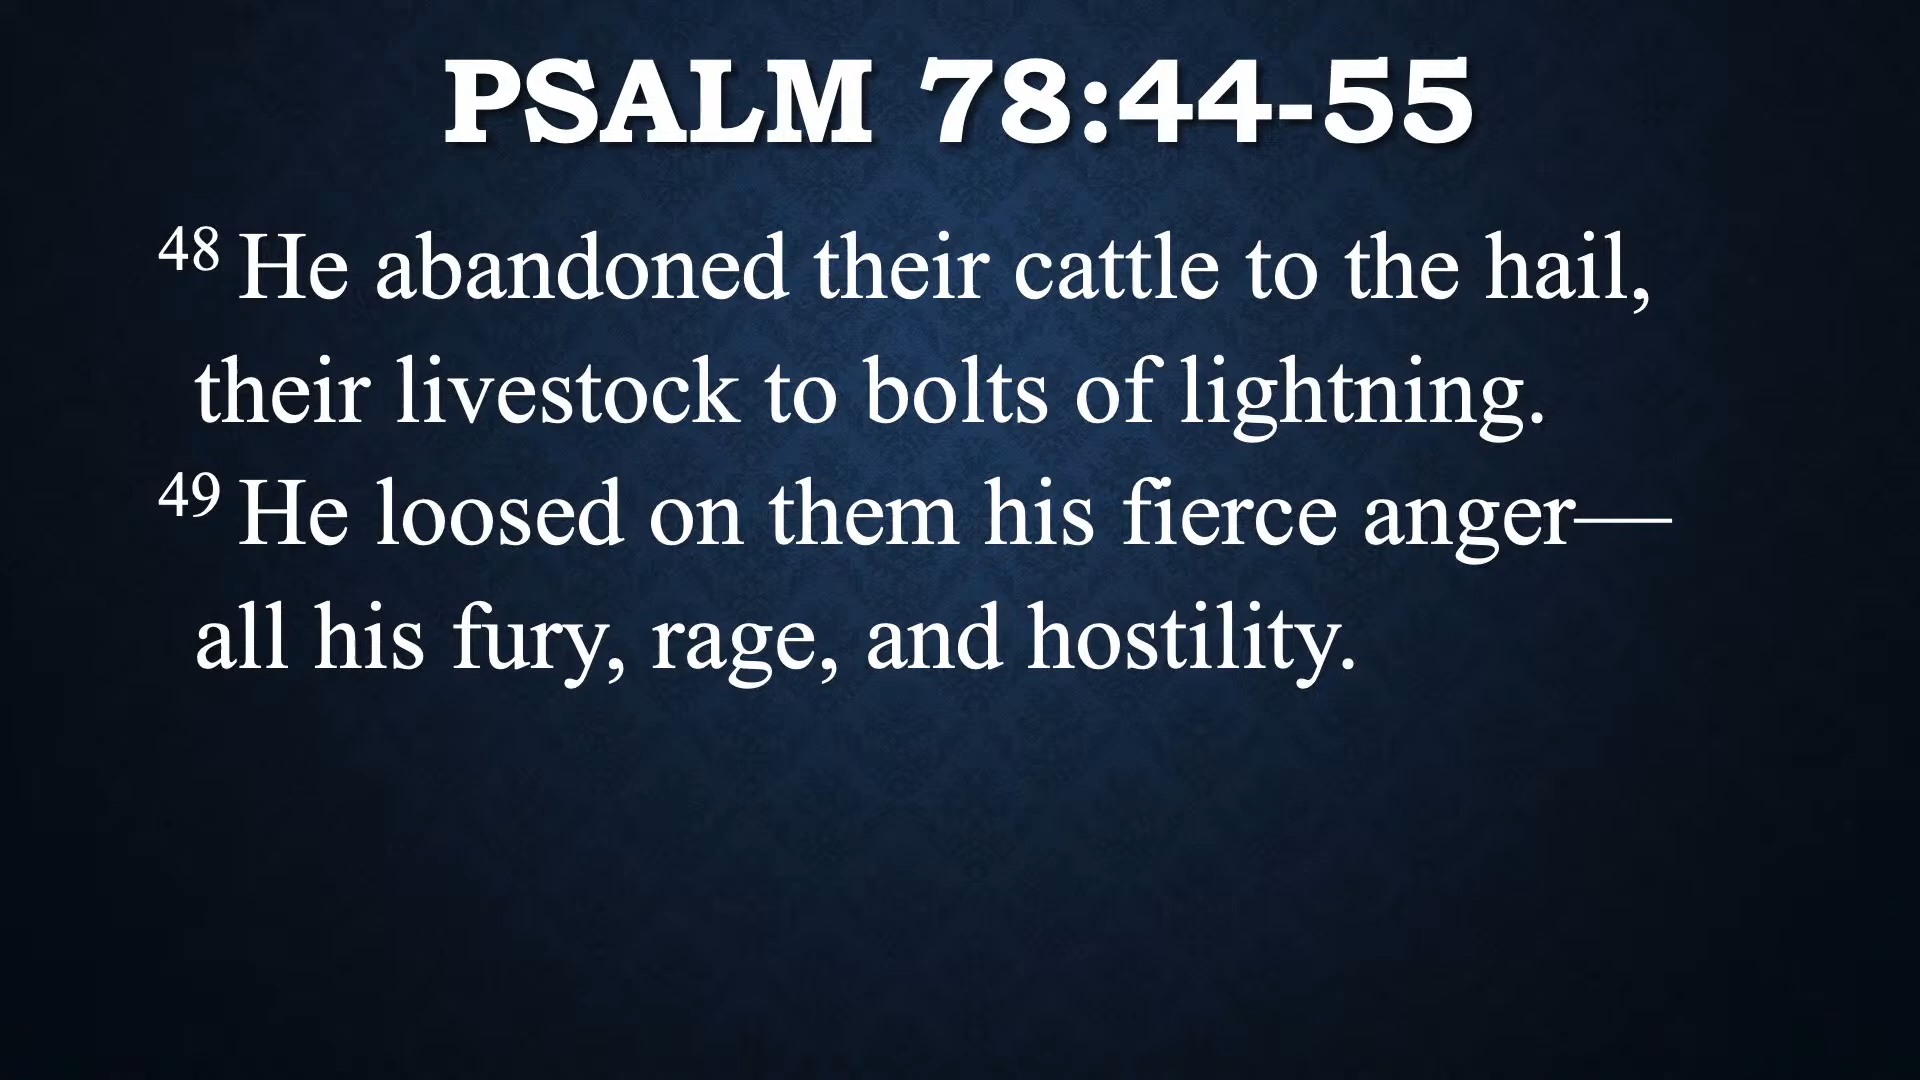 PSALM 78:44-55
48 He abandoned their cattle to the hail,
their livestock to bolts of lightning.
49 He loosed on them his fierce anger—
all his fury, rage, and hostility.